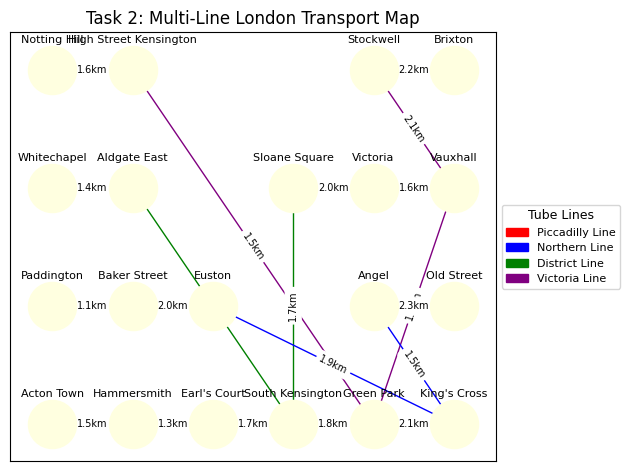 Task 2: Multi-Line London Transport Map
Notting Hill High Street Kensington Stockwell Brixton
1.6km 2.2km
2.1km
Whitechapel Aldgate East Sloane Square Victoria Vauxhall
1.4km 2.0km 1.6km
1.5km
Paddington Baker Street Euston Angel Old Street
1.1km 2.0km 1.7km 2.3km
1.9km 1.5km
Acton Town Hammersmith Earl's Court South Kensington Green Park King's Cross
1.5km 1.3km 1.7km 1.8km 2.1km
Tube Lines
Piccadilly Line
Northern Line
District Line
Victoria Line